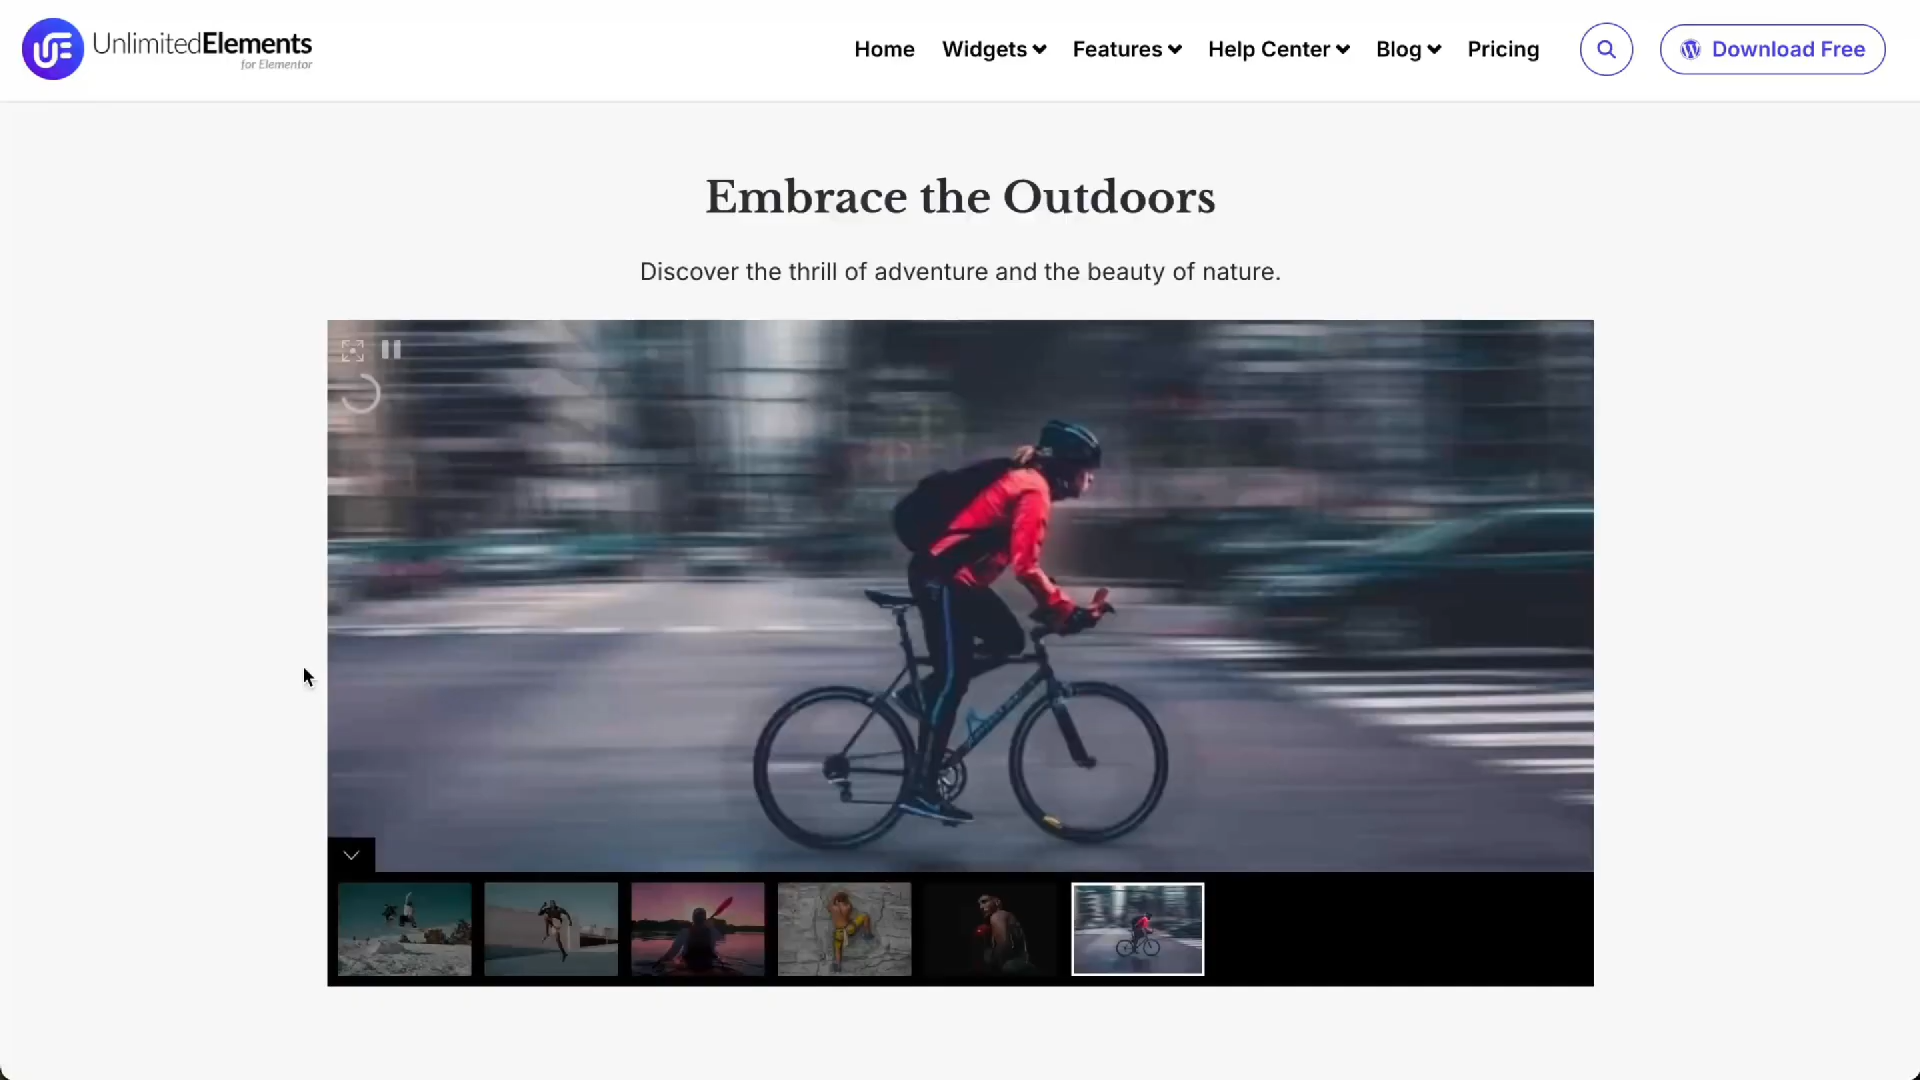 UnlimitedElements
for Elementor
Home Widgets Features Help Center Blog Pricing Download Free
Embrace the Outdoors
Discover the thrill of adventure and the beauty of nature.